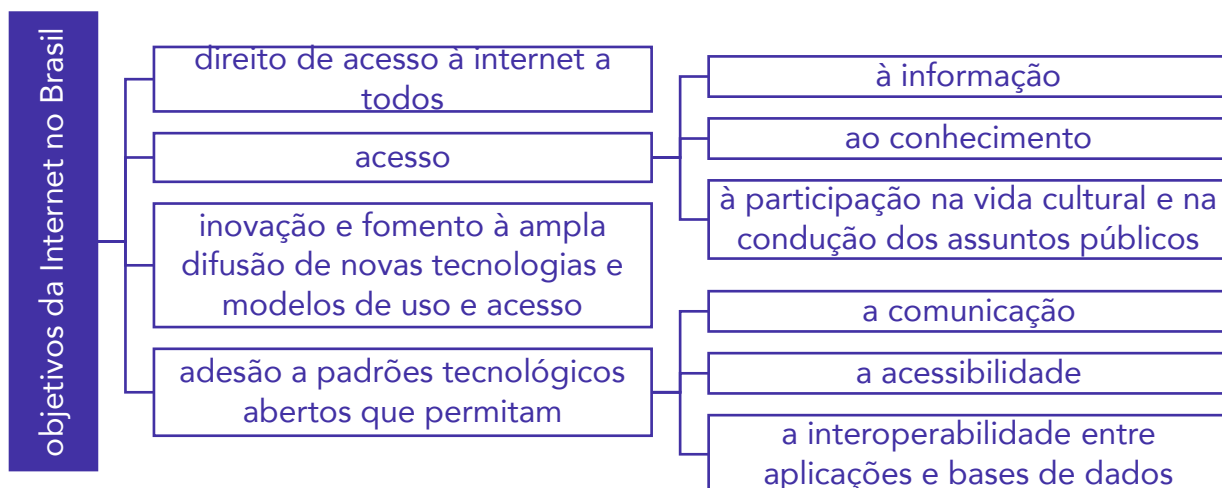 objetivos da Internet no Brasil
direito de acesso à internet a
todos
acesso
à informação
ao conhecimento
à participação na vida cultural e na
condução dos assuntos públicos
inovação e fomento à ampla
difusão de novas tecnologias e
modelos de uso e acesso
adesão a padrões tecnológicos
abertos que permitam
a comunicação
a acessibilidade
a interoperabilidade entre
aplicações e bases de dados